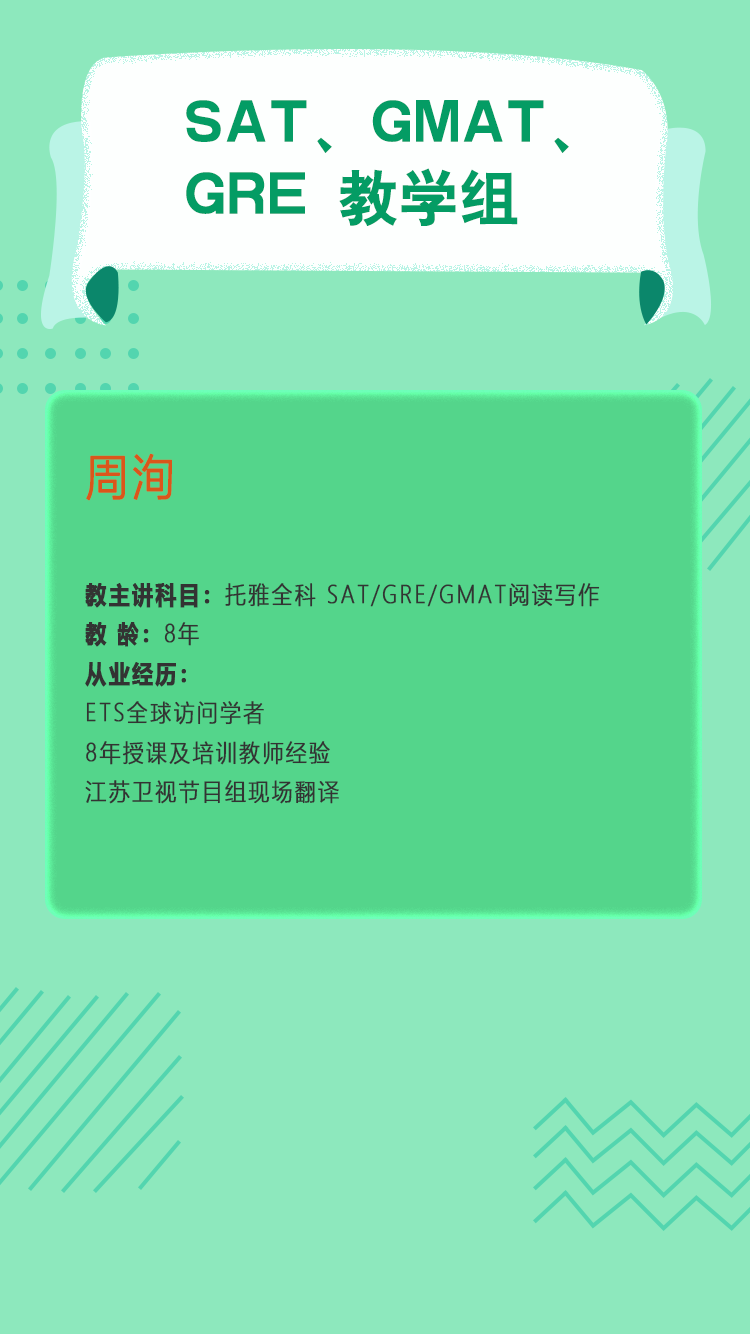 SAT、GMAT、
GRE 教学组
周洵
教主讲科目：托雅全科 SAT/GRE/GMAT阅读写作
教 龄：8年
从业经历：
ETS全球访问学者
8年授课及培训教师经验
江苏卫视节目组现场翻译